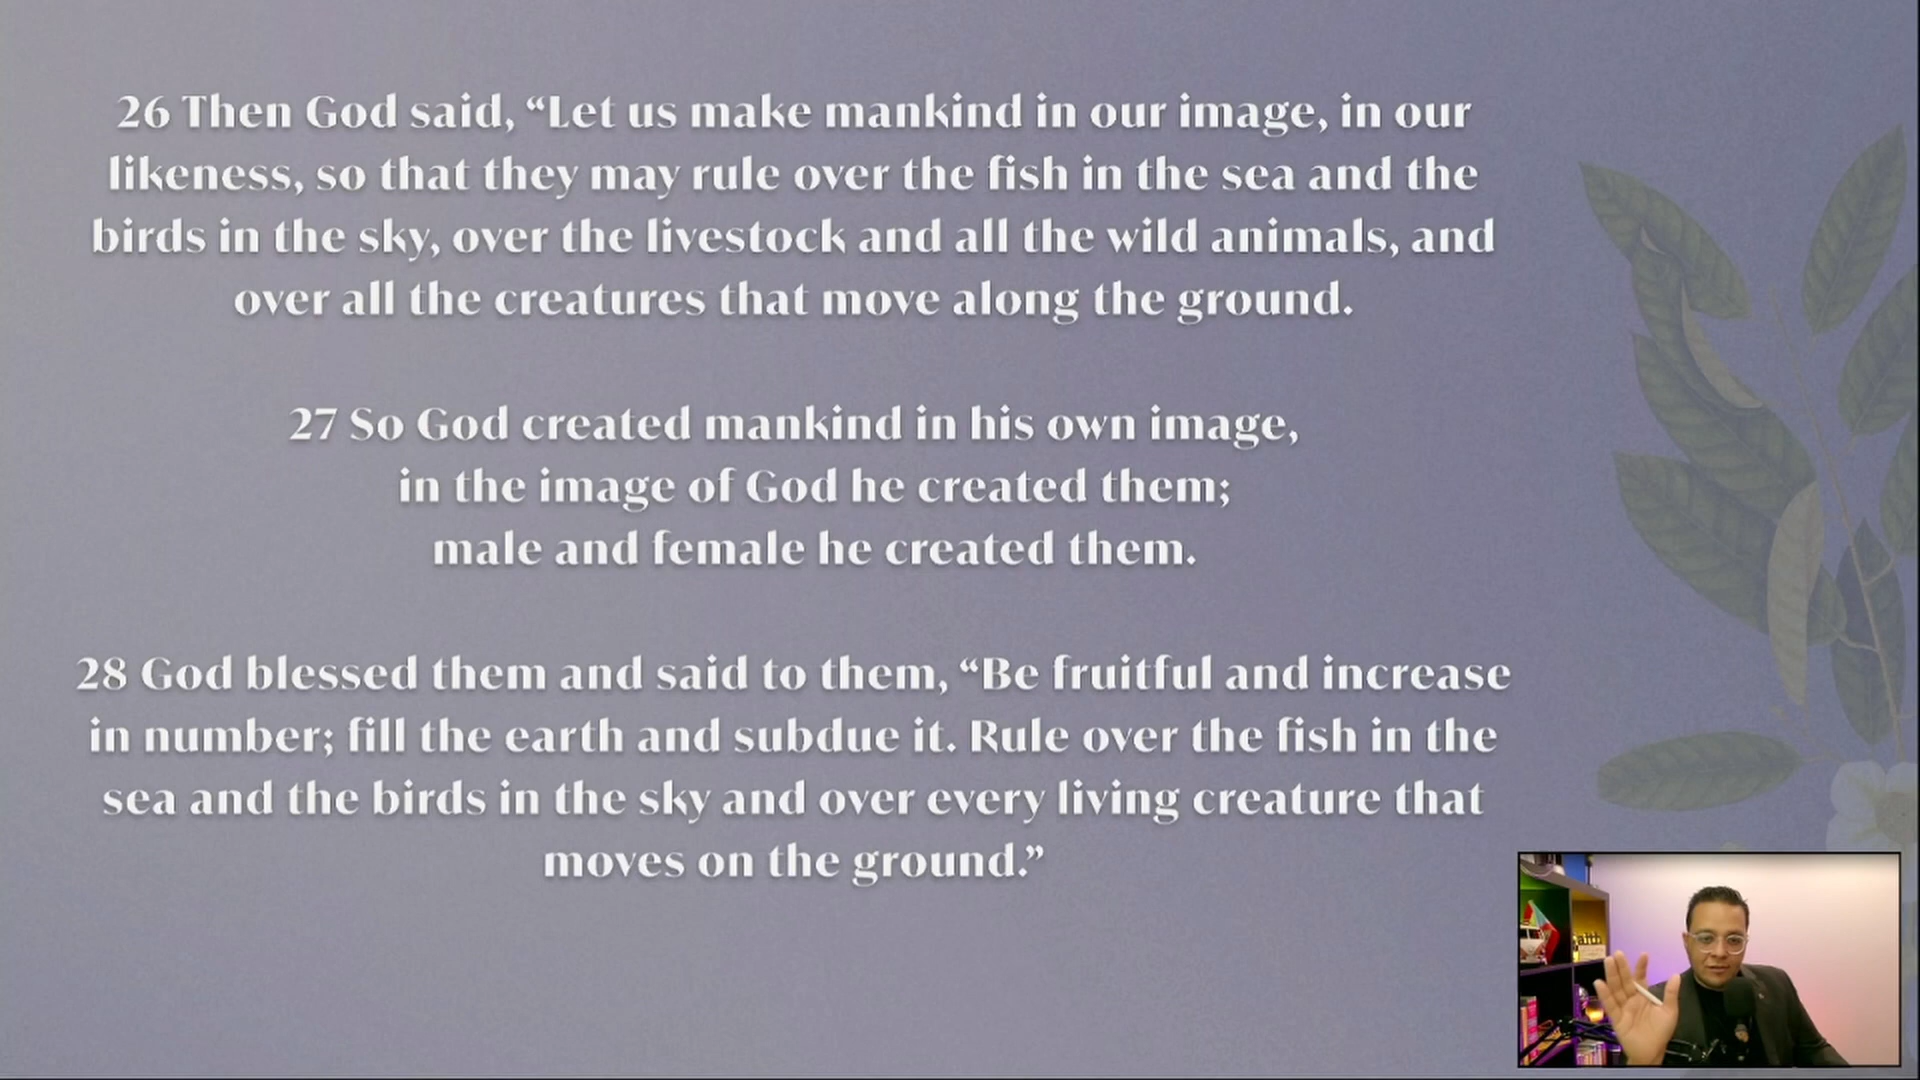 26 Then God said, “Let us make mankind in our image, in our
likeness, so that they may rule over the fish in the sea and the
birds in the sky, over the livestock and all the wild animals, and
over all the creatures that move along the ground.
27 So God created mankind in his own image,
in the image of God he created them;
male and female he created them.
28 God blessed them and said to them, “Be fruitful and increase
in number; fill the earth and subdue it. Rule over the fish in the
sea and the birds in the sky and over every living creature that
moves on the ground.”